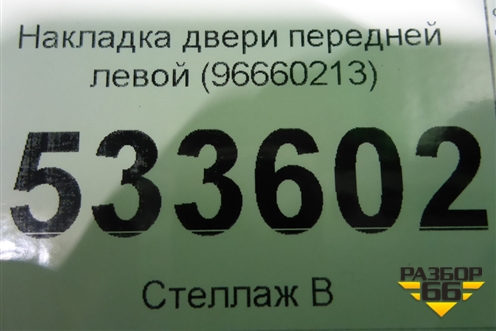 Накладка двери передней
левой (96660213)
533602
Стеллаж В
РАЗБОР
66